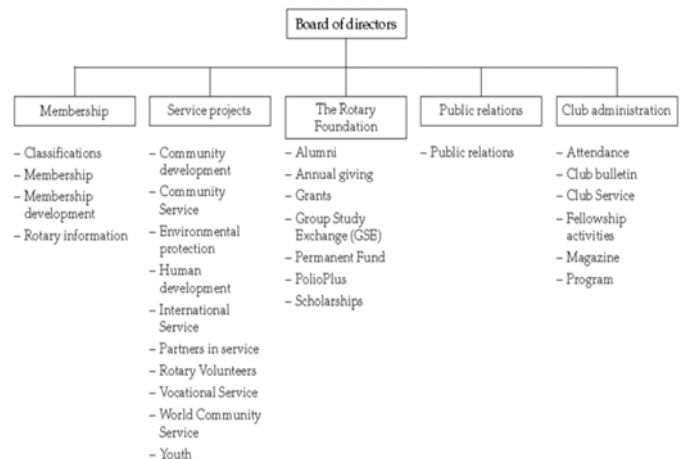 Board of directors
Membership
Service projects
The Rotary
Foundation
Public relations
Club administration
– Classifications
– Membership
– Membership
development
– Rotary information
– Community
development
– Community
Service
– Environmental
protection
– Human
development
– International
Service
– Partners in service
– Rotary Volunteers
– Vocational Service
– World Community
Service
– Youth
– Alumni
– Annual giving
– Grants
– Group Study
Exchange (GSE)
– Permanent Fund
– PolioPlus
– Scholarships
– Public relations
– Attendance
– Club bulletin
– Club Service
– Fellowship
activities
– Magazine
– Program